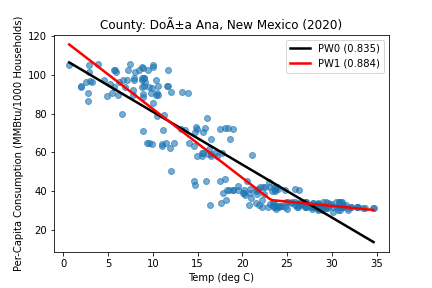 County: DoÃ±a Ana, New Mexico (2020)
PW0 (0.835)
PW1 (0.884)
Per-Capita Consumption (MMBtu/1000 Households)
120
100
80
60
40
20
0
5
10
15
20
25
30
35
Temp (deg C)